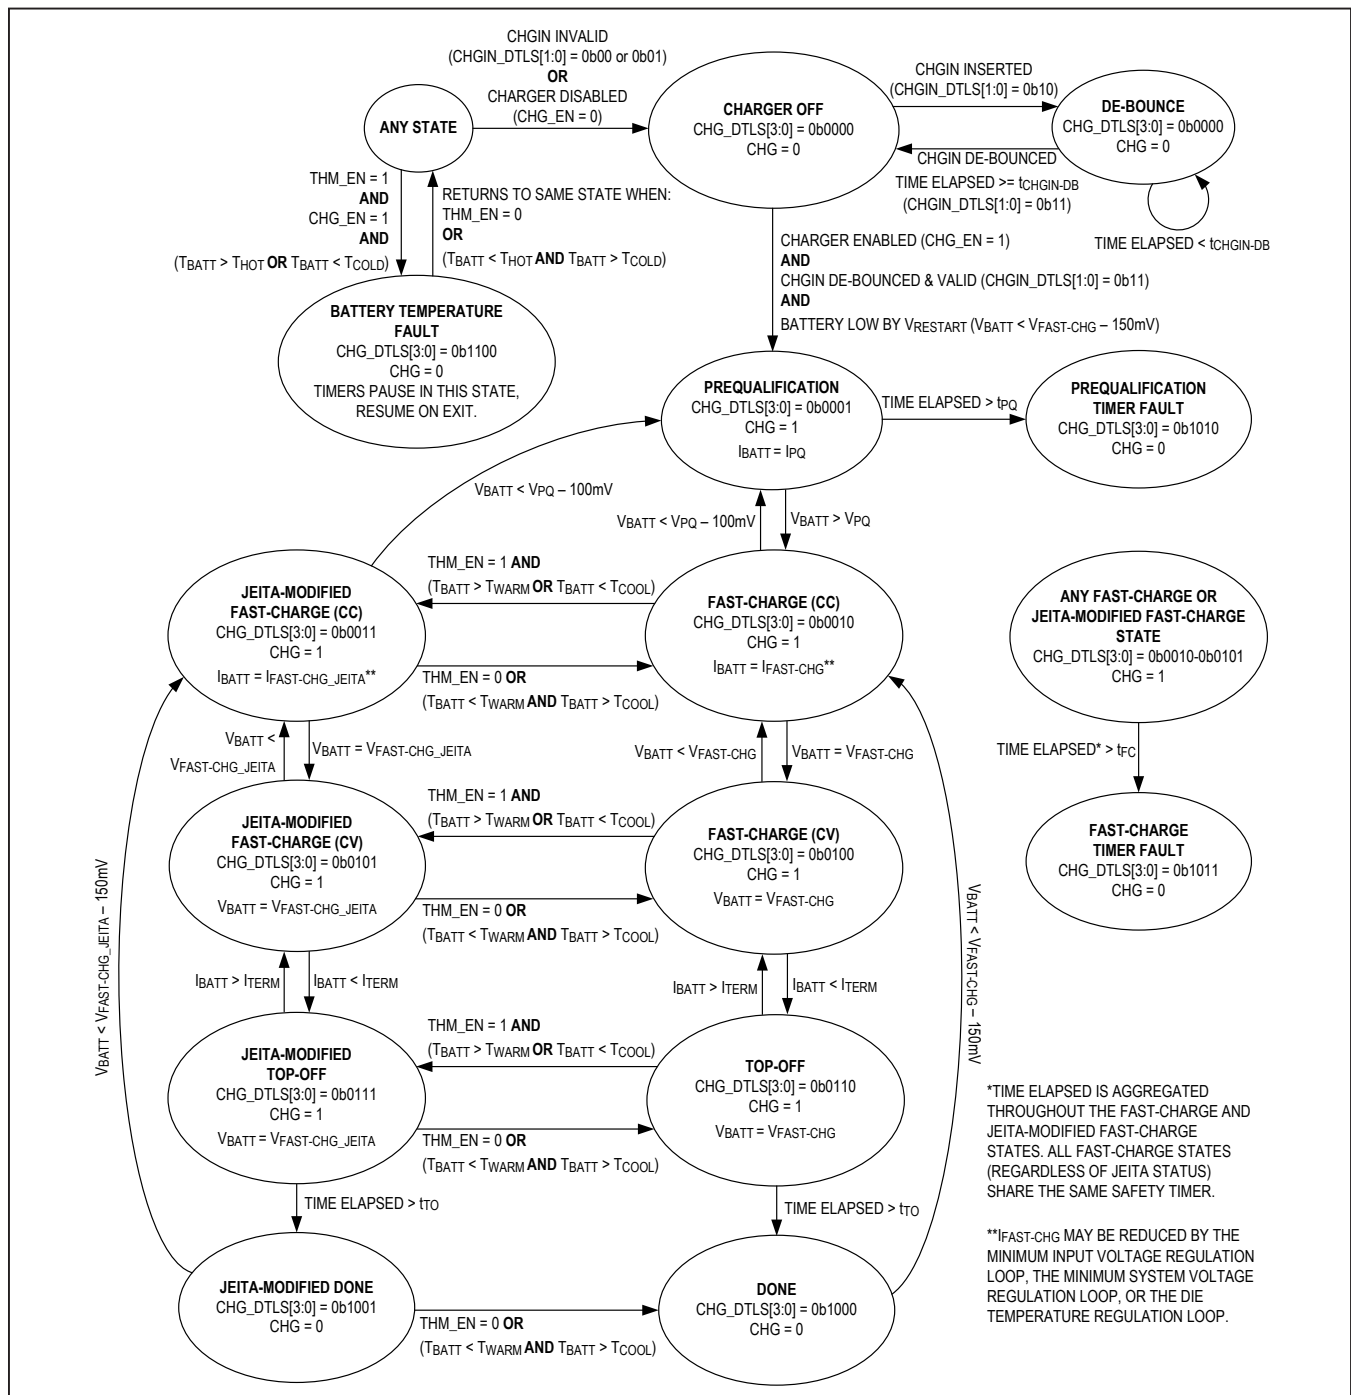 CHGIN INVALID
(CHGIN_DTLS[1:0] = 0b00 or 0b01)
OR
CHARGER DISABLED
(CHG_EN = 0)
ANY STATE
CHARGER OFF
CHG_DTLS[3:0] = 0b0000
CHG = 0
CHGIN INSERTED
(CHGIN_DTLS[1:0] = 0b10)
DE-BOUNCE
CHG_DTLS[3:0] = 0b0000
CHG = 0
CHGIN DE-BOUNCED
TIME ELAPSED >= tCHGIN-DB
(CHGIN_DTLS[1:0] = 0b11)
TIME ELAPSED < tCHGIN-DB
THM_EN = 1
AND
CHG_EN = 1
AND
(TBATT > THOT OR TBATT < TCOLD)
RETURNS TO SAME STATE WHEN:
THM_EN = 0
OR
(TBATT < THOT AND TBATT > TCOLD)
CHARGER ENABLED (CHG_EN = 1)
AND
CHGIN DE-BOUNCED & VALID (CHGIN_DTLS[1:0] = 0b11)
AND
BATTERY LOW BY VRESTART (VBATT < VFAST-CHG – 150mV)
BATTERY TEMPERATURE
FAULT
CHG_DTLS[3:0] = 0b1100
CHG = 0
TIMERS PAUSE IN THIS STATE,
RESUME ON EXIT.
PREQUALIFICATION
CHG_DTLS[3:0] = 0b0001
CHG = 1
IBATT = IPQ
TIME ELAPSED > tPQ
PREQUALIFICATION
TIMER FAULT
CHG_DTLS[3:0] = 0b1010
CHG = 0
VBATT < VPQ – 100mV
VBATT < VPQ – 100mV
VBATT > VPQ
JEITA-MODIFIED
FAST-CHARGE (CC)
CHG_DTLS[3:0] = 0b0011
CHG = 1
IBATT = IFAST-CHG_JEITA**
THM_EN = 1 AND
(TBATT > TWARM OR TBATT < TCOOL)
THM_EN = 0 OR
(TBATT < TWARM AND TBATT > TCOOL)
FAST-CHARGE (CC)
CHG_DTLS[3:0] = 0b0010
CHG = 1
IBATT = IFAST-CHG**
ANY FAST-CHARGE OR
JEITA-MODIFIED FAST-CHARGE
STATE
CHG_DTLS[3:0] = 0b0010-0b0101
CHG = 1
VBATT <
VFAST-CHG_JEITA
VBATT = VFAST-CHG_JEITA
VBATT < VFAST-CHG
VBATT = VFAST-CHG
TIME ELAPSED* > tFC
JEITA-MODIFIED
FAST-CHARGE (CV)
CHG_DTLS[3:0] = 0b0101
CHG = 1
VBATT = VFAST-CHG_JEITA
THM_EN = 1 AND
(TBATT > TWARM OR TBATT < TCOOL)
THM_EN = 0 OR
(TBATT < TWARM AND TBATT > TCOOL)
FAST-CHARGE (CV)
CHG_DTLS[3:0] = 0b0100
CHG = 1
VBATT = VFAST-CHG
FAST-CHARGE
TIMER FAULT
CHG_DTLS[3:0] = 0b1011
CHG = 0
VBATT < VFAST-CHG_JEITA – 150mV
VBATT < VFAST-CHG – 150mV
IBATT > ITERM
IBATT < ITERM
IBATT > ITERM
IBATT < ITERM
JEITA-MODIFIED
TOP-OFF
CHG_DTLS[3:0] = 0b0111
CHG = 1
VBATT = VFAST-CHG_JEITA
THM_EN = 1 AND
(TBATT > TWARM OR TBATT < TCOOL)
THM_EN = 0 OR
(TBATT < TWARM AND TBATT > TCOOL)
TOP-OFF
CHG_DTLS[3:0] = 0b0110
CHG = 1
VBATT = VFAST-CHG
TIME ELAPSED > tTO
TIME ELAPSED > tTO
JEITA-MODIFIED DONE
CHG_DTLS[3:0] = 0b1001
CHG = 0
THM_EN = 0 OR
(TBATT < TWARM AND TBATT > TCOOL)
DONE
CHG_DTLS[3:0] = 0b1000
CHG = 0
*TIME ELAPSED IS AGGREGATED
THROUGHOUT THE FAST-CHARGE AND
JEITA-MODIFIED FAST-CHARGE
STATES. ALL FAST-CHARGE STATES
(REGARDLESS OF JEITA STATUS)
SHARE THE SAME SAFETY TIMER.
**IFAST-CHG MAY BE REDUCED BY THE
MINIMUM INPUT VOLTAGE REGULATION
LOOP, THE MINIMUM SYSTEM VOLTAGE
REGULATION LOOP, OR THE DIE
TEMPERATURE REGULATION LOOP.